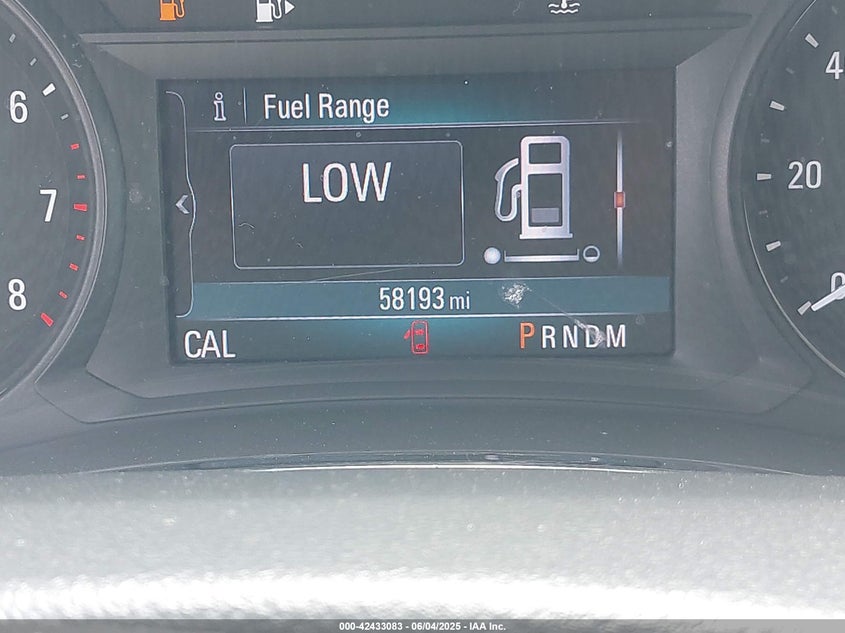 6
7
8
i Fuel Range
LOW
58193 mi
CAL
PRNDM
4
20
0
000-42433083 - 06/04/2025 - IAA Inc.